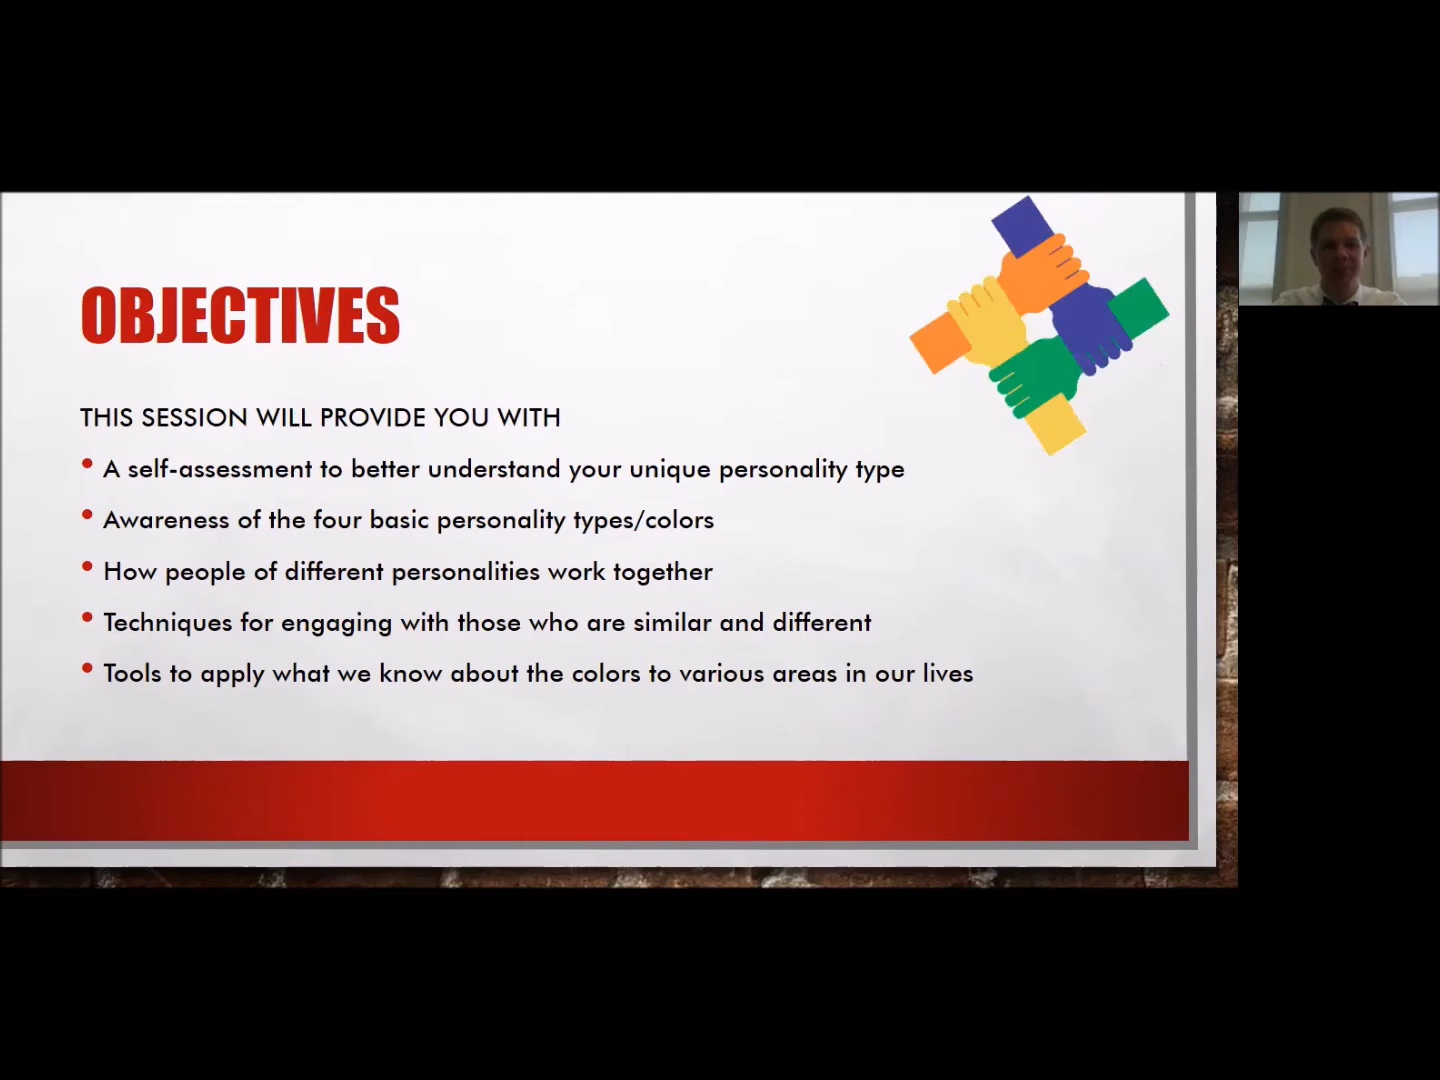 OBJECTIVES
THIS SESSION WILL PROVIDE YOU WITH
• A self-assessment to better understand your unique personality type
• Awareness of the four basic personality types/colors
• How people of different personalities work together
• Techniques for engaging with those who are similar and different
• Tools to apply what we know about the colors to various areas in our lives